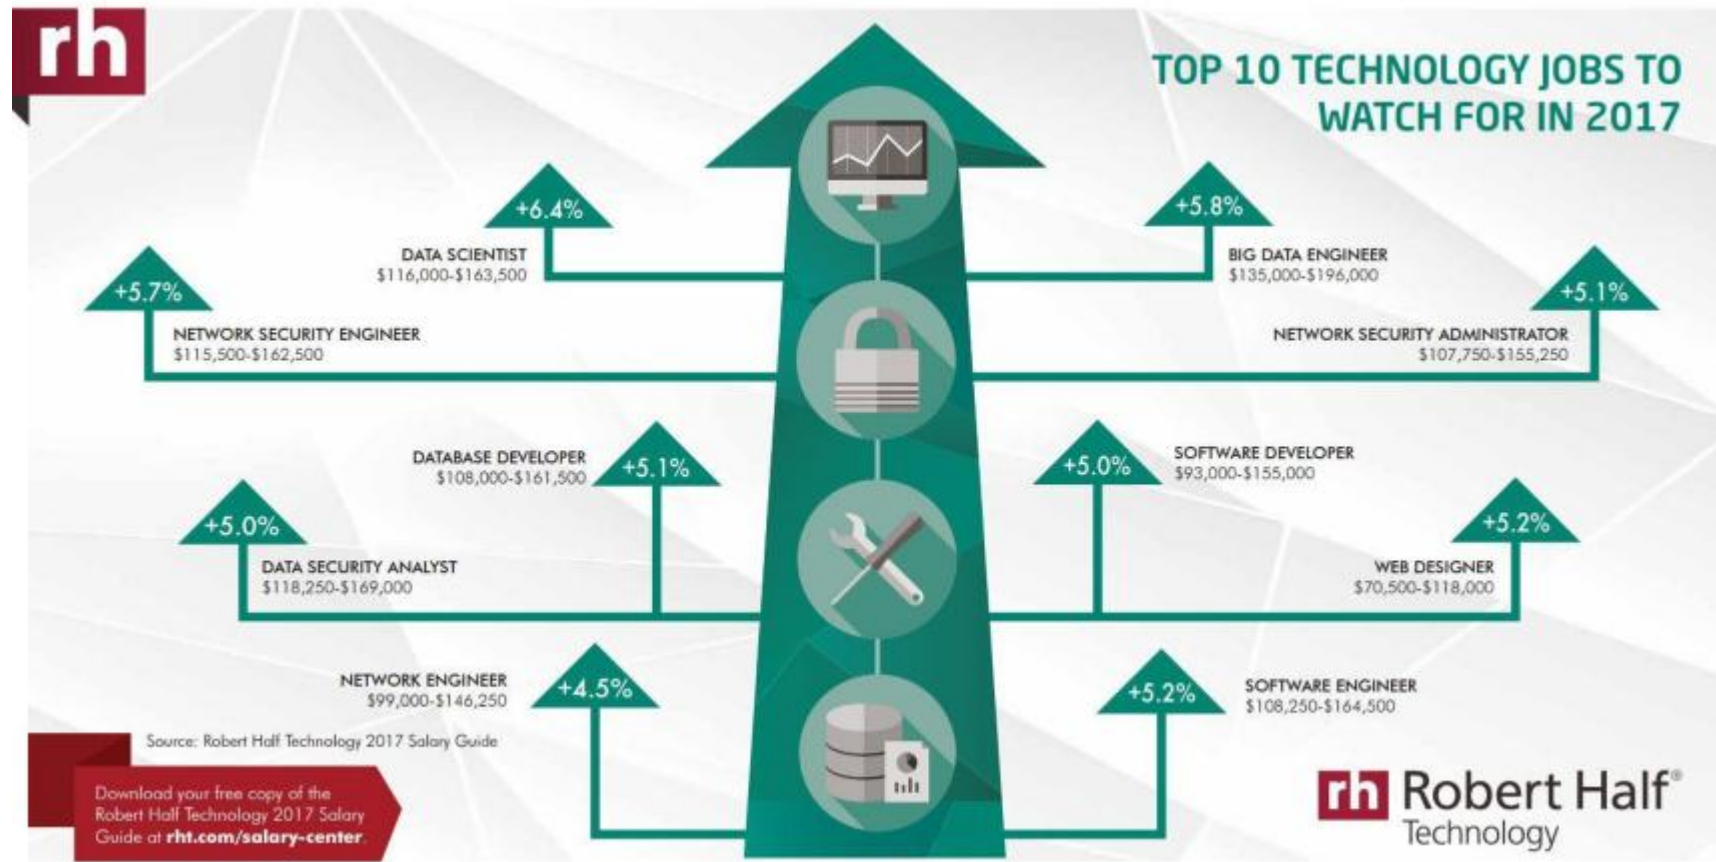 rh
TOP 10 TECHNOLOGY JOBS TO
WATCH FOR IN 2017
+6.4%
DATA SCIENTIST
$116,000-$163,500
+5.8%
BIG DATA ENGINEER
$135,000-$196,000
+5.7%
NETWORK SECURITY ENGINEER
$115,500-$162,500
+5.1%
NETWORK SECURITY ADMINISTRATOR
$107,750-$155,250
DATABASE DEVELOPER
$108,000-$161,500
+5.1%
+5.0%
SOFTWARE DEVELOPER
$93,000-$155,000
+5.0%
DATA SECURITY ANALYST
$118,250-$169,000
+5.2%
WEB DESIGNER
$70,500-$118,000
NETWORK ENGINEER
$99,000-$146,250
+4.5%
+5.2%
SOFTWARE ENGINEER
$108,250-$164,500
Source: Robert Half Technology 2017 Salary Guide
Download your free copy of the
Robert Half Technology 2017 Salary
Guide at rht.com/salary-center.
rh Robert Half®
Technology